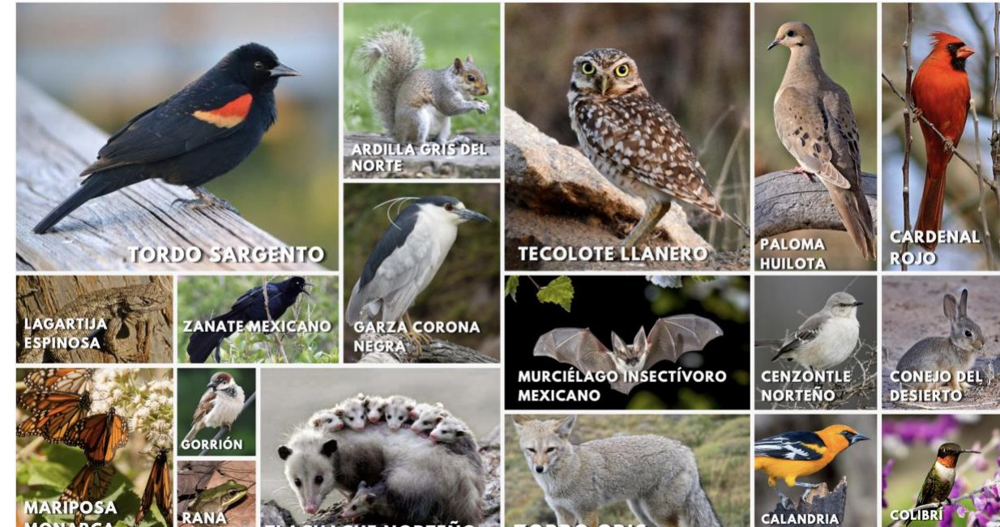 TORDO SARGENTO
ARDILLA GRIS DEL
NORTE
TECOLOTE LLANERO
PALOMA
HUILOTA
CARDENAL
ROJO
LAGARTIJA
ESPINOSA
ZANATE MEXICANO
GARZA CORONA
NEGRA
MURCIÉLAGO INSECTÍVORO
MEXICANO
CENZONTLE
NORTEÑO
CONEJO DEL
DESIERTO
MARIPOSA
MONARCA
GORRIÓN
RANA
TLACUACHE NORTEÑO
ZORRO GRIS
CALANDRIA
COLIBRÍ